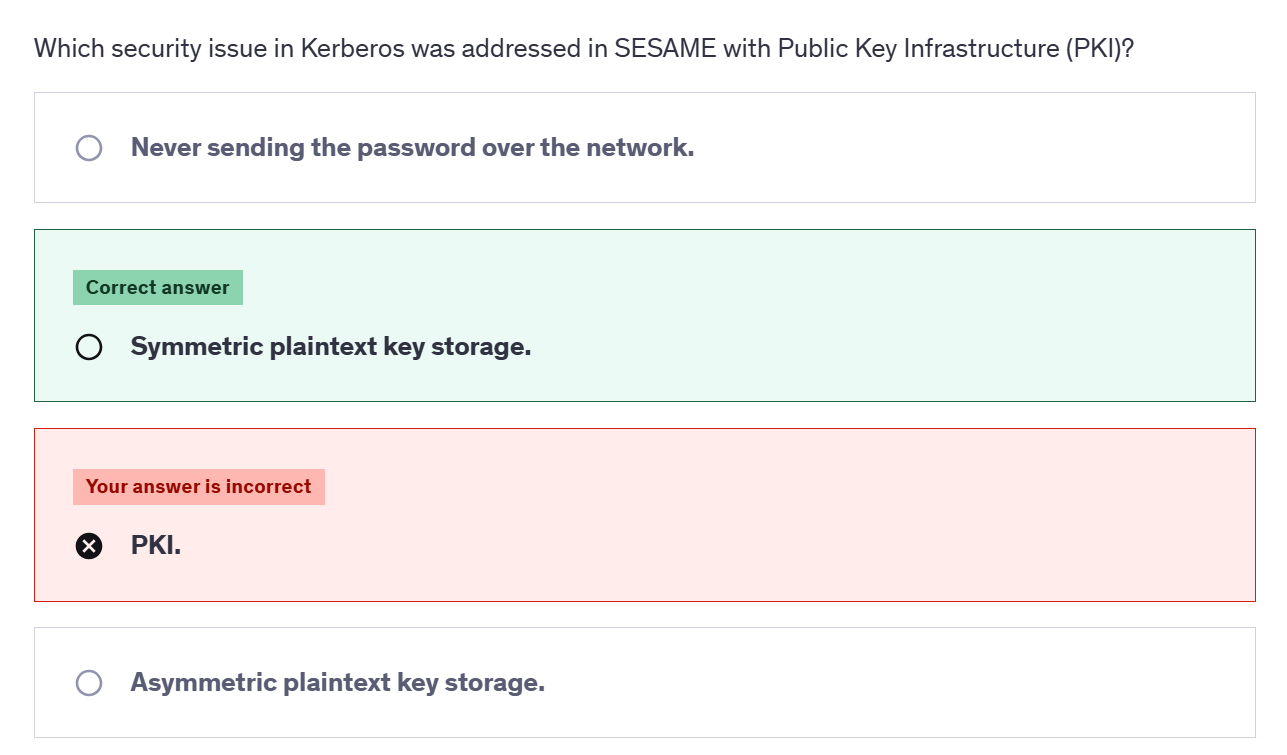 Which security issue in Kerberos was addressed in SESAME with Public Key Infrastructure (PKI)?
Never sending the password over the network.
Correct answer
Symmetric plaintext key storage.
Your answer is incorrect
PKI.
Asymmetric plaintext key storage.